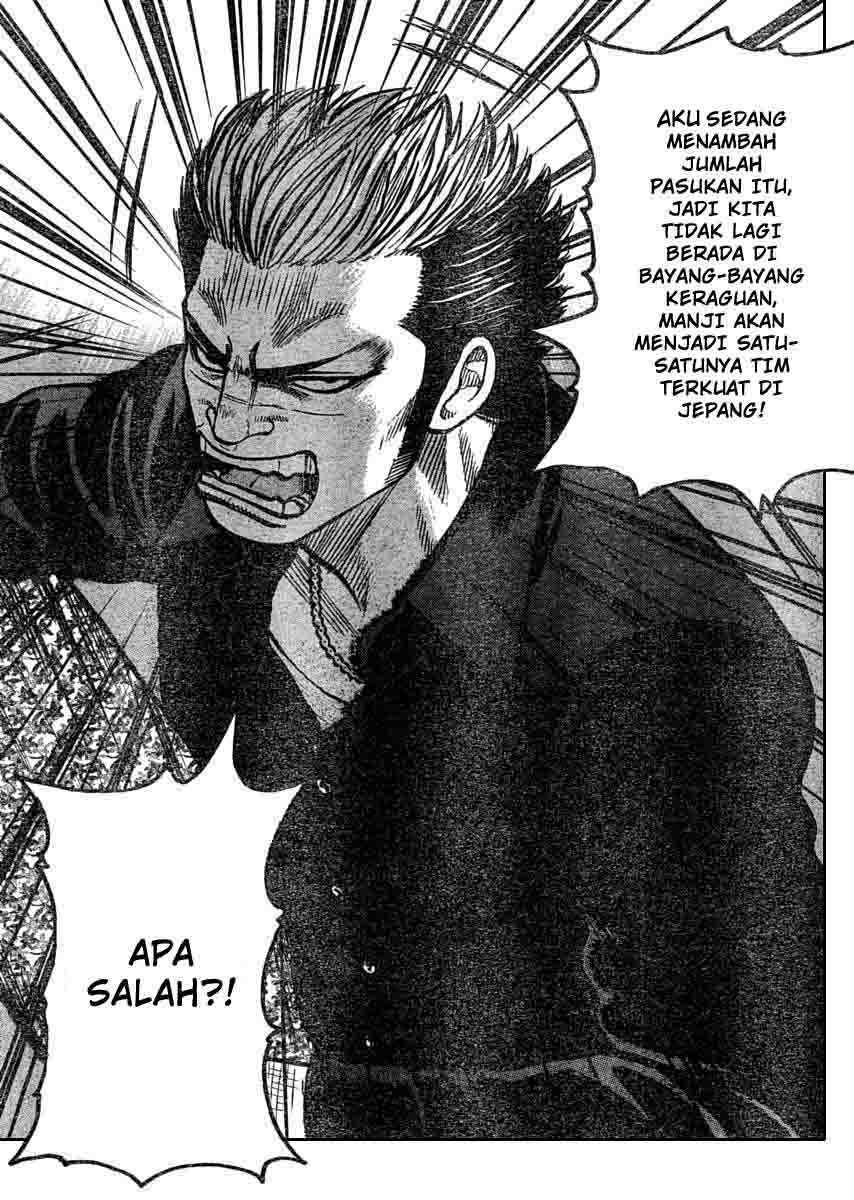 AKU SEDANG
MENAMBAH
JUMLAH
PASUKAN ITU,
JADI KITA
TIDAK LAGI
BERADA DI
BAYANG-BAYANG
KERAGUAN,
MANJI AKAN
MENJADI SATU-
SATUNYA TIM
TERKUAT DI
JEPANG!
APA
SALAH?!